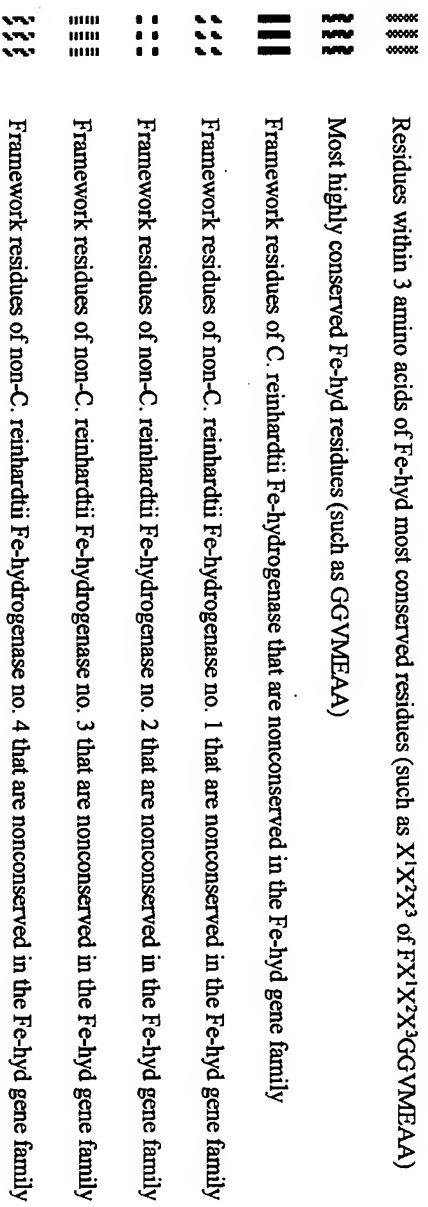 Residues within 3 amino acids of Fe-hyd most conserved residues (such as X¹X²X³ of FX¹X²X³GGVMEAA)
Most highly conserved Fe-hyd residues (such as GGVMEAA)
Framework residues of C. reinhardtii Fe-hydrogenase that are nonconserved in the Fe-hyd gene family
Framework residues of non-C. reinhardtii Fe-hydrogenase no. 1 that are nonconserved in the Fe-hyd gene family
Framework residues of non-C. reinhardtii Fe-hydrogenase no. 2 that are nonconserved in the Fe-hyd gene family
Framework residues of non-C. reinhardtii Fe-hydrogenase no. 3 that are nonconserved in the Fe-hyd gene family
Framework residues of non-C. reinhardtii Fe-hydrogenase no. 4 that are nonconserved in the Fe-hyd gene family